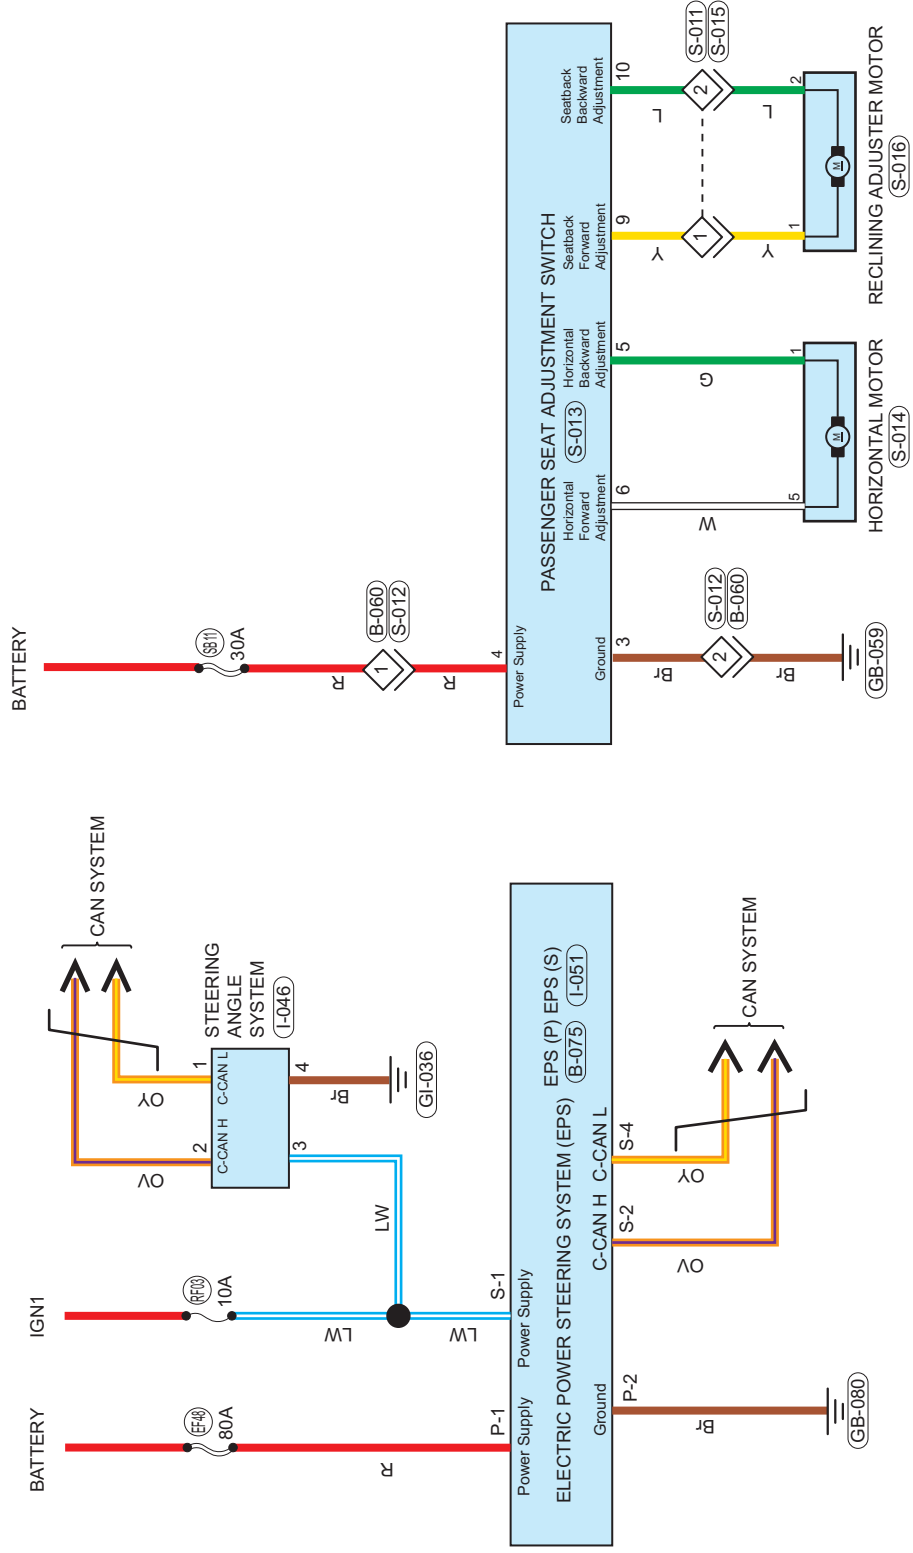 BATTERY
EF48
80A
R
P-1
Power Supply
IGN1
RF03
10A
LW
LW
LW
S-1
Power Supply
CAN SYSTEM
OV
OY
2
1
C-CAN H
C-CAN L
STEERING
ANGLE
SYSTEM
I-046
3
4
Br
GI-036
ELECTRIC POWER STEERING SYSTEM (EPS)
EPS (P)
EPS (S)
B-075
I-051
Ground
P-2
Br
GB-080
C-CAN H
C-CAN L
S-2
S-4
OV
OY
CAN SYSTEM
BATTERY
SB11
30A
R
1
B-060
S-012
R
4
Power Supply
PASSENGER SEAT ADJUSTMENT SWITCH
S-013
Ground
3
Br
2
S-012
B-060
Br
GB-059
Horizontal
Forward
Adjustment
6
W
5
Horizontal
Backward
Adjustment
5
G
1
M
HORIZONTAL MOTOR
S-014
Seatback
Forward
Adjustment
9
Y
1
Y
1
Seatback
Backward
Adjustment
10
L
2
S-011
S-015
L
2
M
RECLINING ADJUSTER MOTOR
S-016